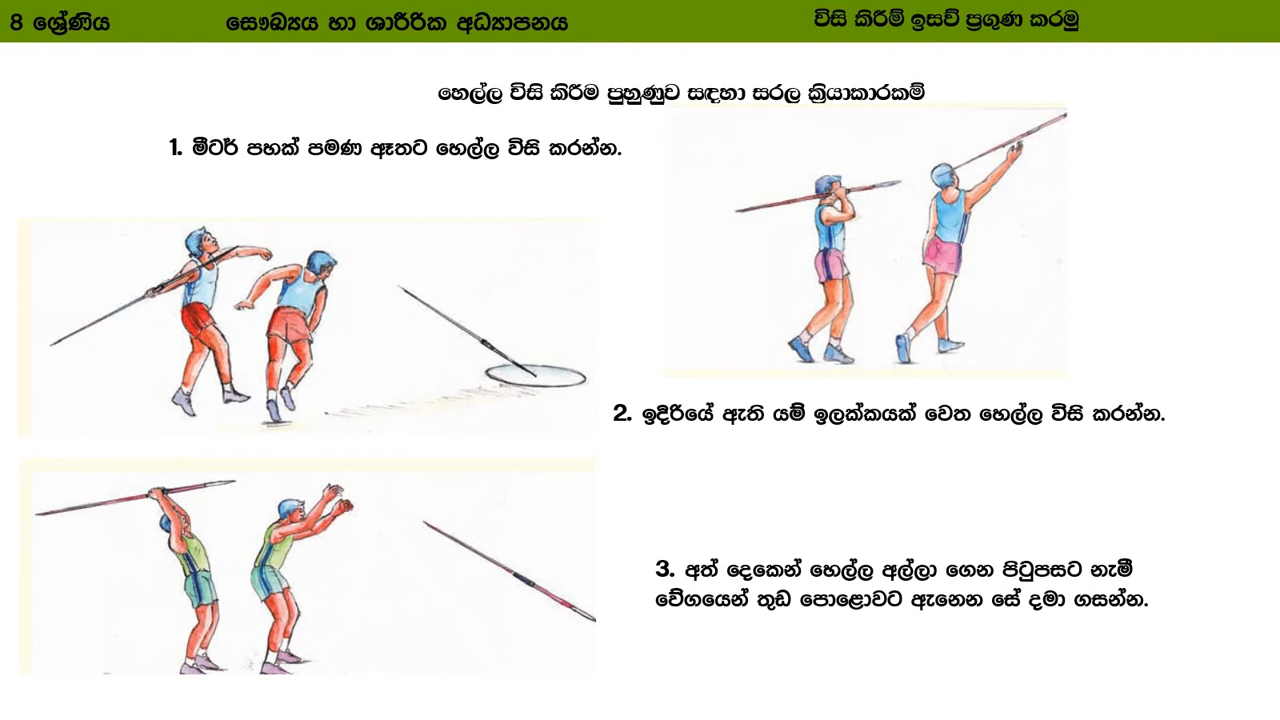 8 ශ්‍රේණිය
සෞඛ්‍යය හා ශාරීරික අධ්‍යාපනය
විසි කිරීම් ඉසව් ප්‍රගුණ කරමු
හෙල්ල විසි කිරීම පුහුණුව සඳහා සරල ක්‍රියාකාරකම්
1. මීටර් පහක් පමණ ඈතට හෙල්ල විසි කරන්න.
2. ඉදිරියේ ඇති යම් ඉලක්කයක් වෙත හෙල්ල විසි කරන්න.
3. අත් දෙකෙන් හෙල්ල අල්ලා ගෙන පිටුපසට නැමී
වේගයෙන් තුඩ පොළොවට ඇනෙන සේ දමා ගසන්න.